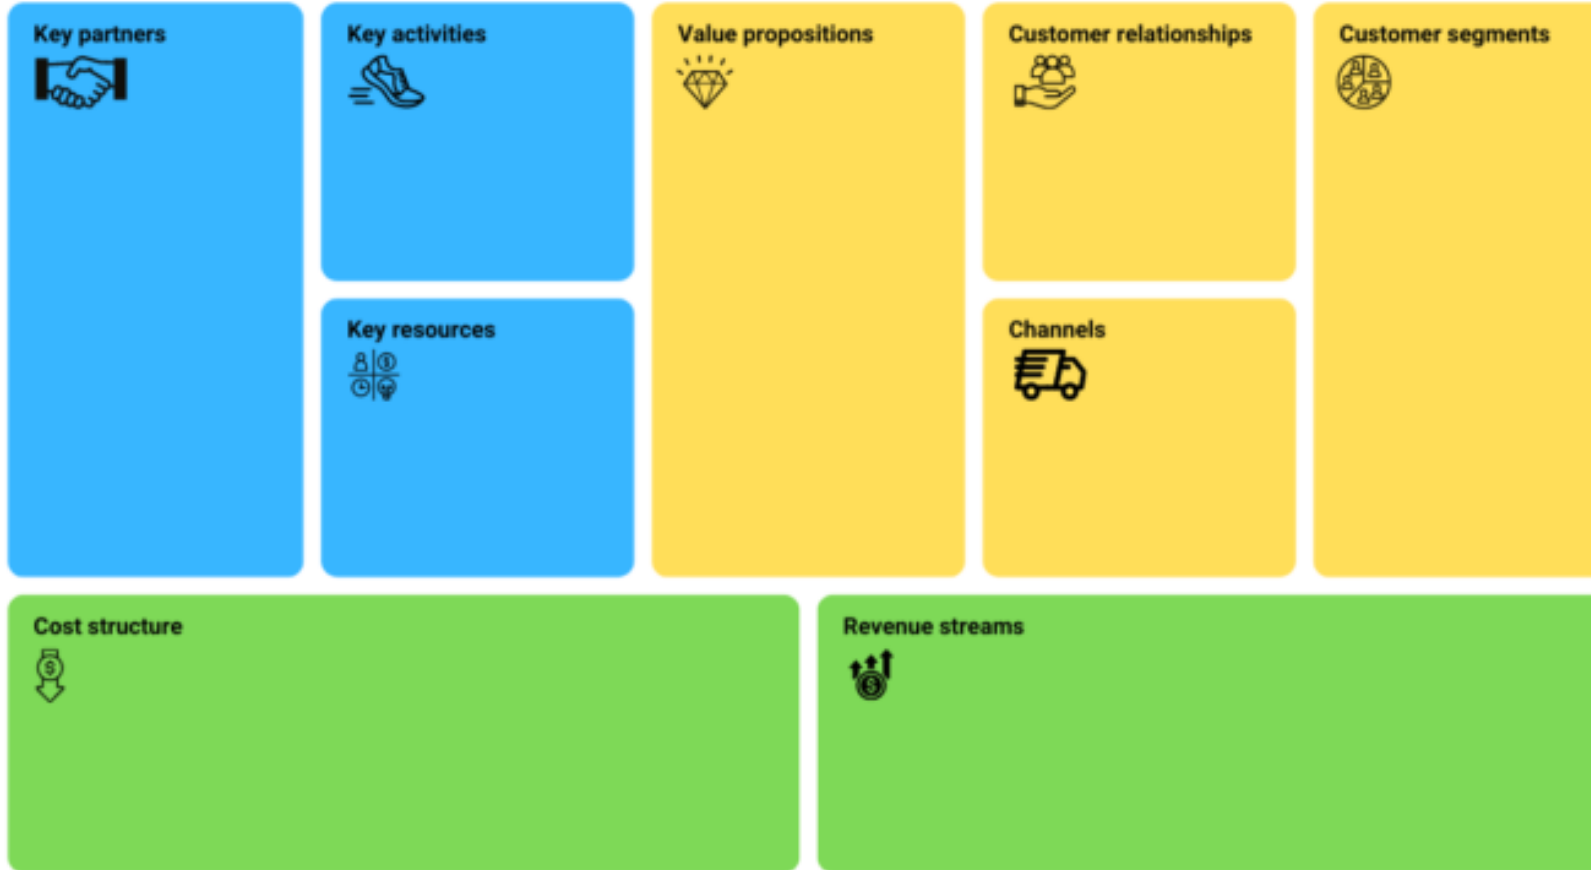 Key partners
Key activities
Value propositions
Customer relationships
Customer segments
Key resources
Channels
Cost structure
Revenue streams